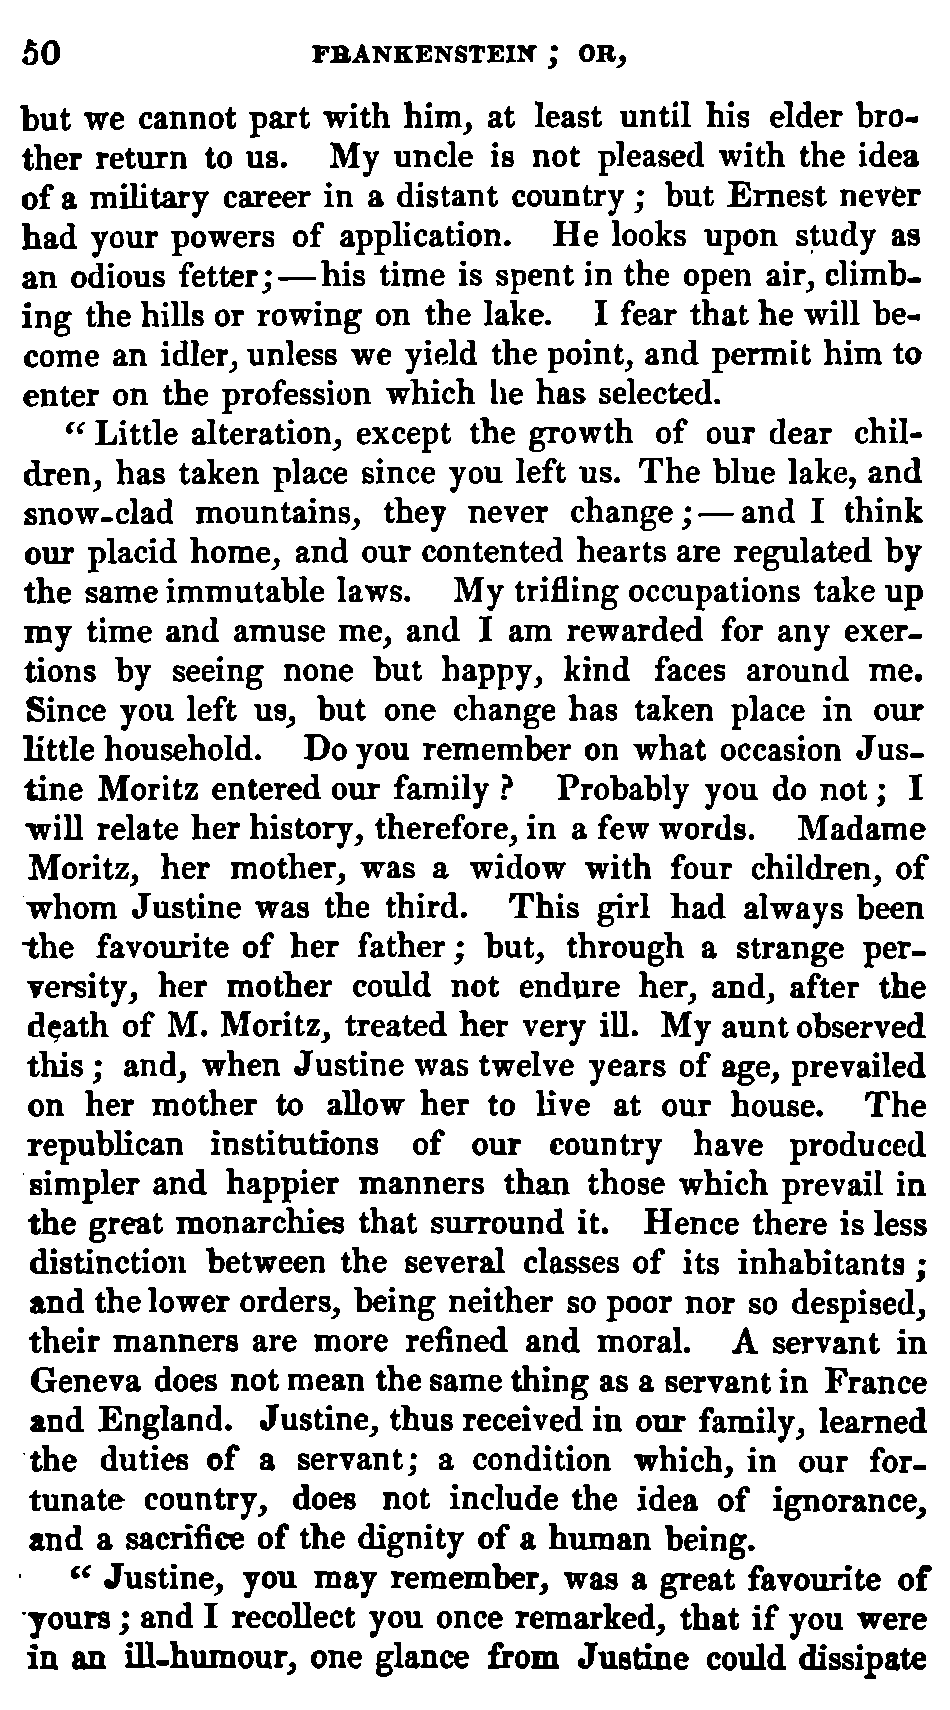 50 FRANKENSTEIN ; OR,
but we cannot part with him, at least until his elder bro-
ther return to us. My uncle is not pleased with the idea
of a military career in a distant country ; but Ernest never
had your powers of application. He looks upon study as
an odious fetter;—his time is spent in the open air, climb-
ing the hills or rowing on the lake. I fear that he will be-
come an idler, unless we yield the point, and permit him to
enter on the profession which he has selected.
“ Little alteration, except the growth of our dear chil-
dren, has taken place since you left us. The blue lake, and
snow-clad mountains, they never change ;—and I think
our placid home, and our contented hearts are regulated by
the same immutable laws. My trifling occupations take up
my time and amuse me, and I am rewarded for any exer-
tions by seeing none but happy, kind faces around me.
Since you left us, but one change has taken place in our
little household. Do you remember on what occasion Jus-
tine Moritz entered our family ? Probably you do not ; I
will relate her history, therefore, in a few words. Madame
Moritz, her mother, was a widow with four children, of
whom Justine was the third. This girl had always been
the favourite of her father ; but, through a strange per-
versity, her mother could not endure her, and, after the
death of M. Moritz, treated her very ill. My aunt observed
this ; and, when Justine was twelve years of age, prevailed
on her mother to allow her to live at our house. The
republican institutions of our country have produced
simpler and happier manners than those which prevail in
the great monarchies that surround it. Hence there is less
distinction between the several classes of its inhabitants ;
and the lower orders, being neither so poor nor so despised,
their manners are more refined and moral. A servant in
Geneva does not mean the same thing as a servant in France
and England. Justine, thus received in our family, learned
the duties of a servant; a condition which, in our for-
tunate country, does not include the idea of ignorance,
and a sacrifice of the dignity of a human being.
“ Justine, you may remember, was a great favourite of
yours ; and I recollect you once remarked, that if you were
in an ill-humour, one glance from Justine could dissipate